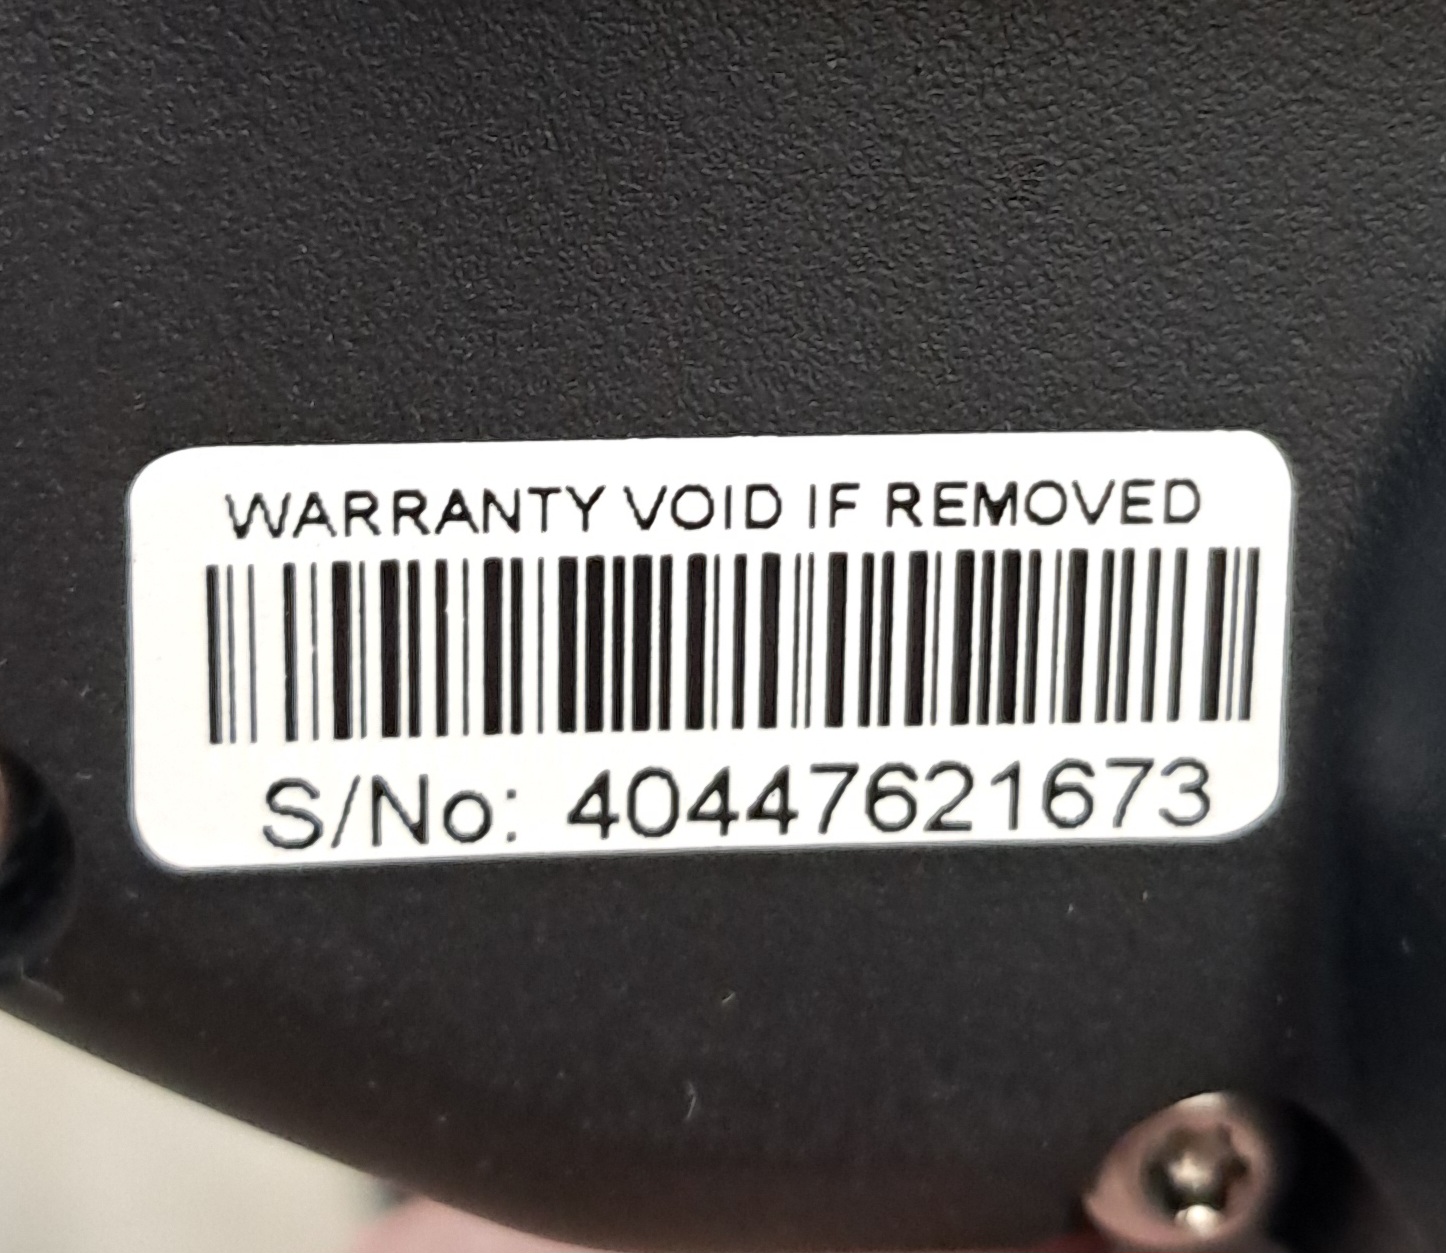 WARRANTY VOID IF REMOVED
S/No: 40447621673